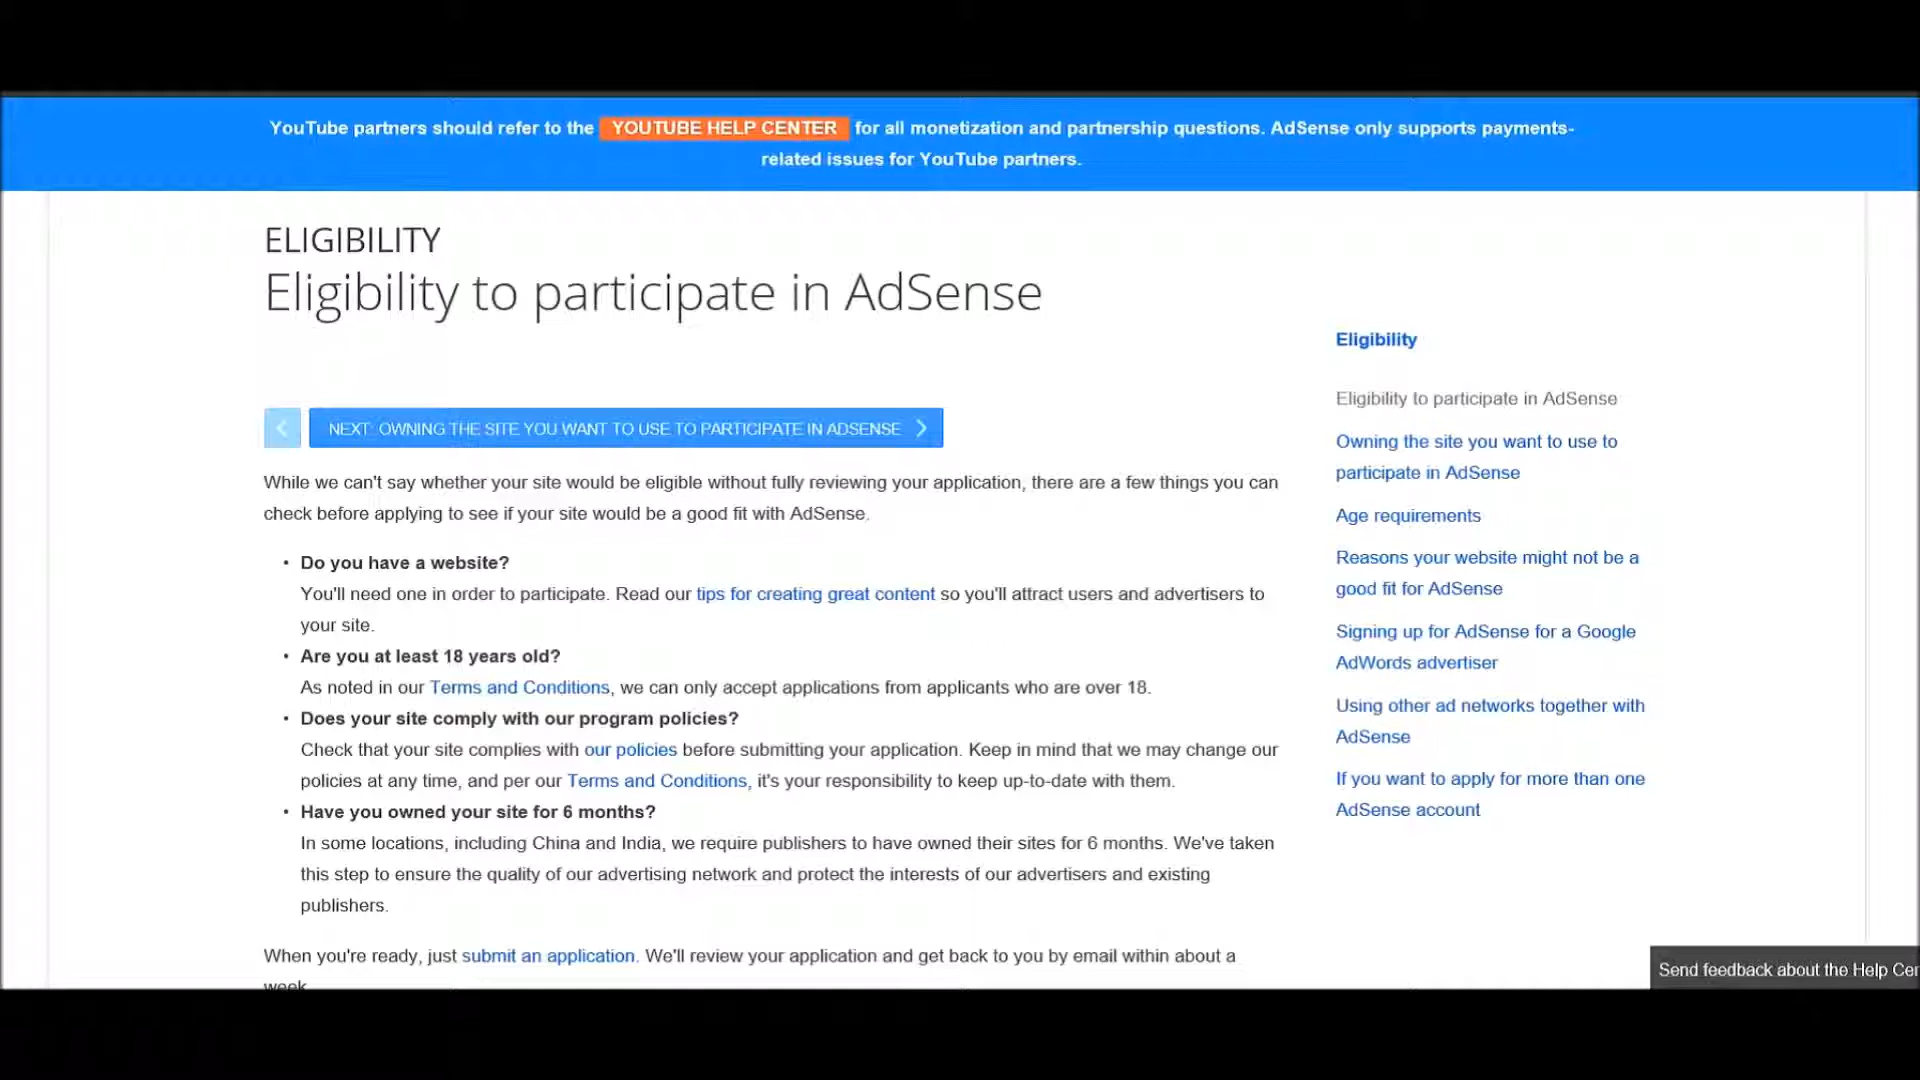 YouTube partners should refer to the YOUTUBE HELP CENTER for all monetization and partnership questions. AdSense only supports payments-
related issues for YouTube partners.
ELIGIBILITY
Eligibility to participate in AdSense
NEXT: OWNING THE SITE YOU WANT TO USE TO PARTICIPATE IN ADSENSE
While we can't say whether your site would be eligible without fully reviewing your application, there are a few things you can
check before applying to see if your site would be a good fit with AdSense.
• Do you have a website?
You'll need one in order to participate. Read our tips for creating great content so you'll attract users and advertisers to
your site.
• Are you at least 18 years old?
As noted in our Terms and Conditions, we can only accept applications from applicants who are over 18.
• Does your site comply with our program policies?
Check that your site complies with our policies before submitting your application. Keep in mind that we may change our
policies at any time, and per our Terms and Conditions, it's your responsibility to keep up-to-date with them.
• Have you owned your site for 6 months?
In some locations, including China and India, we require publishers to have owned their sites for 6 months. We've taken
this step to ensure the quality of our advertising network and protect the interests of our advertisers and existing
publishers.
When you're ready, just submit an application. We'll review your application and get back to you by email within about a
week
Eligibility
Eligibility to participate in AdSense
Owning the site you want to use to
participate in AdSense
Age requirements
Reasons your website might not be a
good fit for AdSense
Signing up for AdSense for a Google
AdWords advertiser
Using other ad networks together with
AdSense
If you want to apply for more than one
AdSense account
Send feedback about the Help Cen